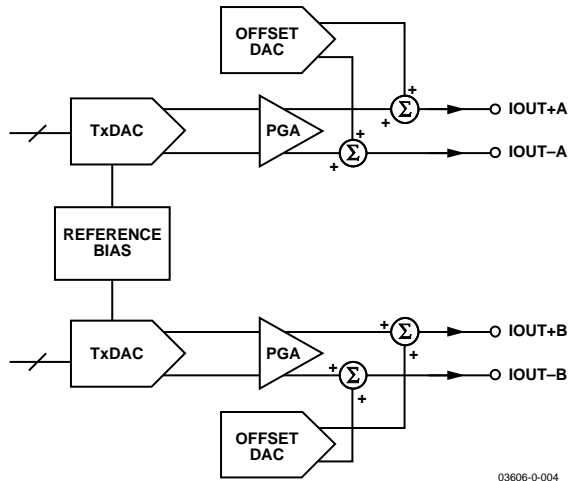 OFFSET
DAC
+
+
IOUT+A
Σ
TxDAC
PGA
+
+
Σ
IOUT–A
REFERENCE
BIAS
+
Σ
IOUT+B
TxDAC
PGA
+
+
Σ
IOUT–B
+
OFFSET
DAC
03606-0-004